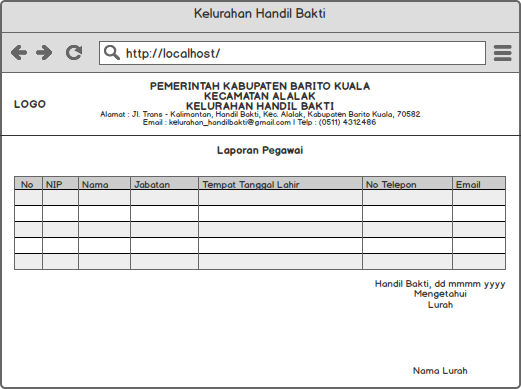 Kelurahan Handil Bakti
http://localhost/
PEMERINTAH KABUPATEN BARITO KUALA
KECAMATAN ALALAK
LOGO
KELURAHAN HANDIL BAKTI
Alamat : Jl. Trans - Kalimantan, Handil Bakti, Kec. Alalak, Kabupaten Barito Kuala, 70582
Email : kelurahan_handilbakti@gmail.com | Telp : (0511) 4312486
Laporan Pegawai
No NIP Nama Jabatan Tempat Tanggal Lahir No Telepon Email
Handil Bakti, dd mmmm yyyy
Mengetahui
Lurah
Nama Lurah